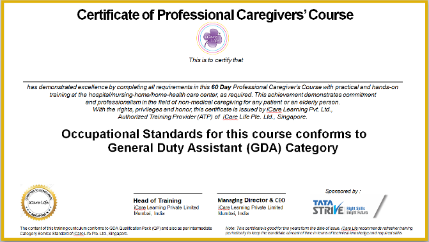 Certificate of Professional Caregivers' Course
This is to certify that
has demonstrated excellence by completing all requirements in this 60 Day Professional Caregiver's Course with practical and hands-on
training at the hospital/nursing-home/home-health care center, as required. This achievement demonstrates commitment
and professionalism in the field of non-medical caregiving for any patient or an elderly person.
With the rights, privileges and honor, this certificate is issued by iCare Learning Pvt. Ltd.,
Authorized Training Provider (ATP) of iCare Life Pte. Ltd., Singapore.
Occupational Standards for this course conforms to
General Duty Assistant (GDA) Category
Sponsored by :
Head of Training
iCare Learning Private Limited
Mumbai, India
Managing Director & COO
iCare Learning Private Limited
Mumbai, India
TATA
STRIVE